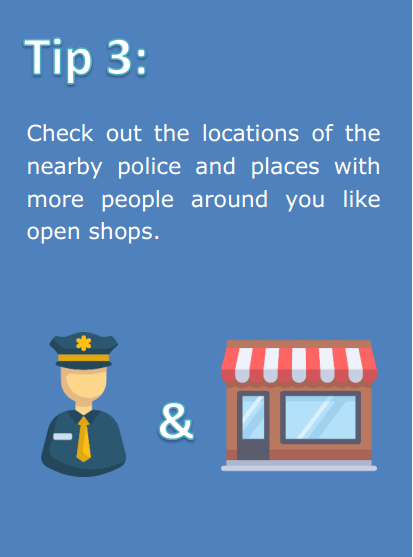 Tip 3:
Check out the locations of the
nearby police and places with
more people around you like
open shops.
&